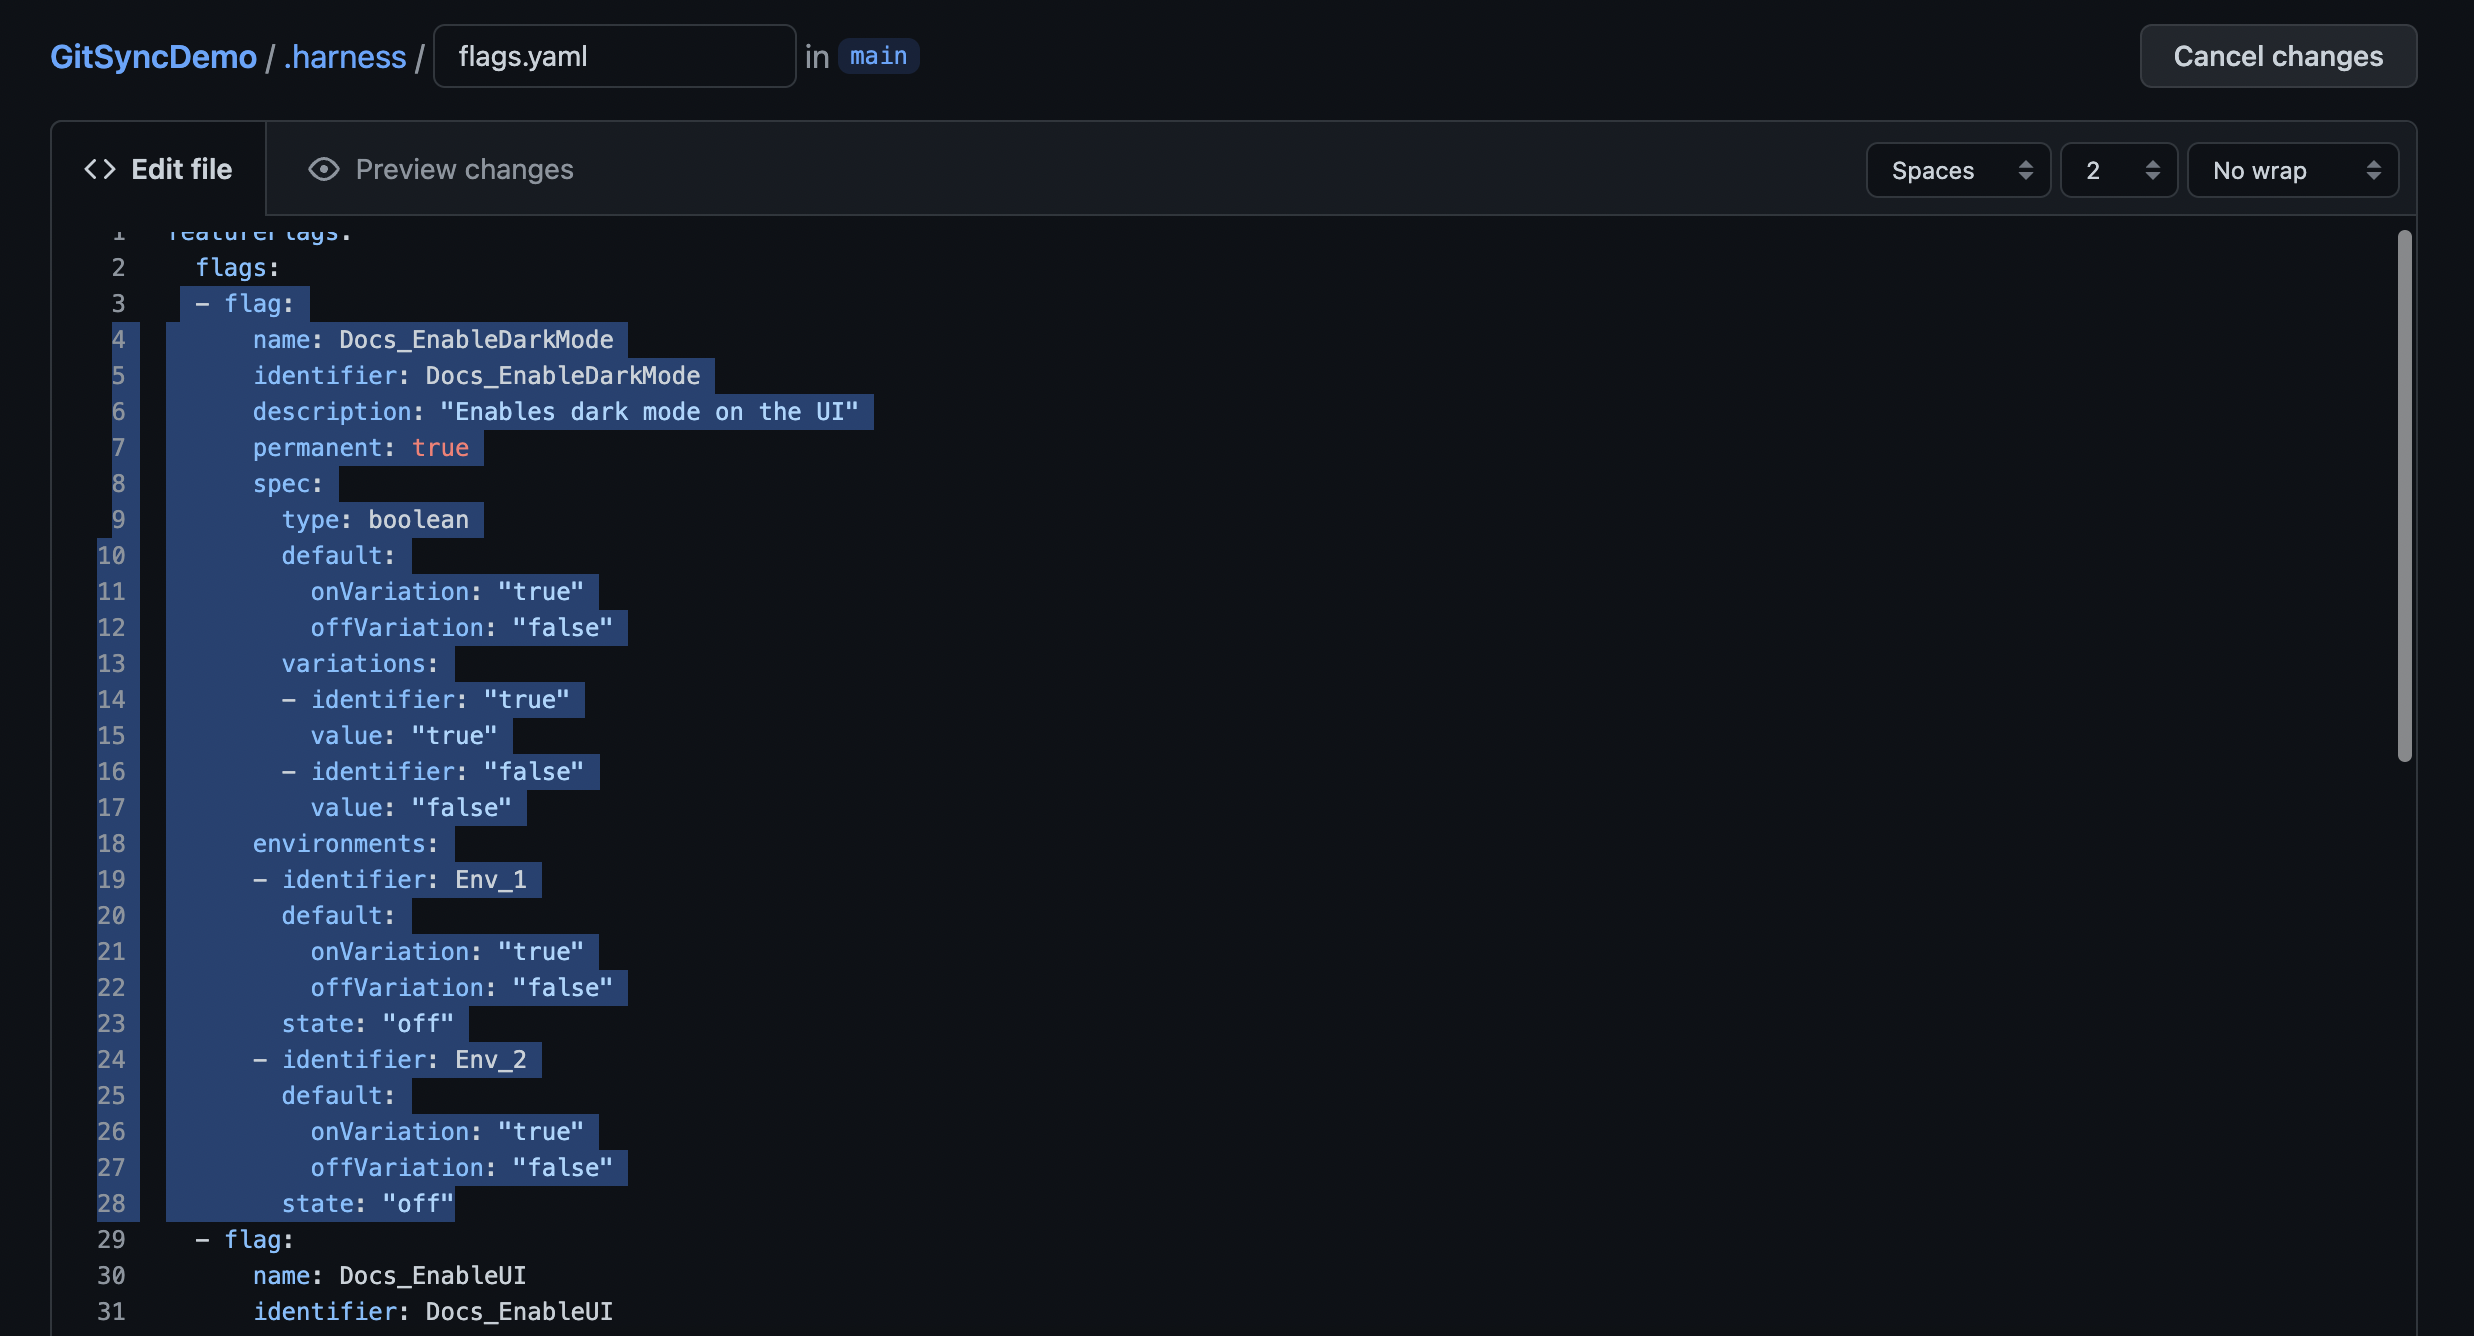 GitSyncDemo / .harness / flags.yaml in main
Cancel changes
Edit file
Preview changes
Spaces
2
No wrap
1 featureFlags:
2   flags:
3   - flag:
4       name: Docs_EnableDarkMode
5       identifier: Docs_EnableDarkMode
6       description: "Enables dark mode on the UI"
7       permanent: true
8       spec:
9         type: boolean
10         default:
11           onVariation: "true"
12           offVariation: "false"
13         variations:
14         - identifier: "true"
15           value: "true"
16         - identifier: "false"
17           value: "false"
18       environments:
19       - identifier: Env_1
20         default:
21           onVariation: "true"
22           offVariation: "false"
23         state: "off"
24       - identifier: Env_2
25         default:
26           onVariation: "true"
27           offVariation: "false"
28         state: "off"
29   - flag:
30       name: Docs_EnableUI
31       identifier: Docs_EnableUI